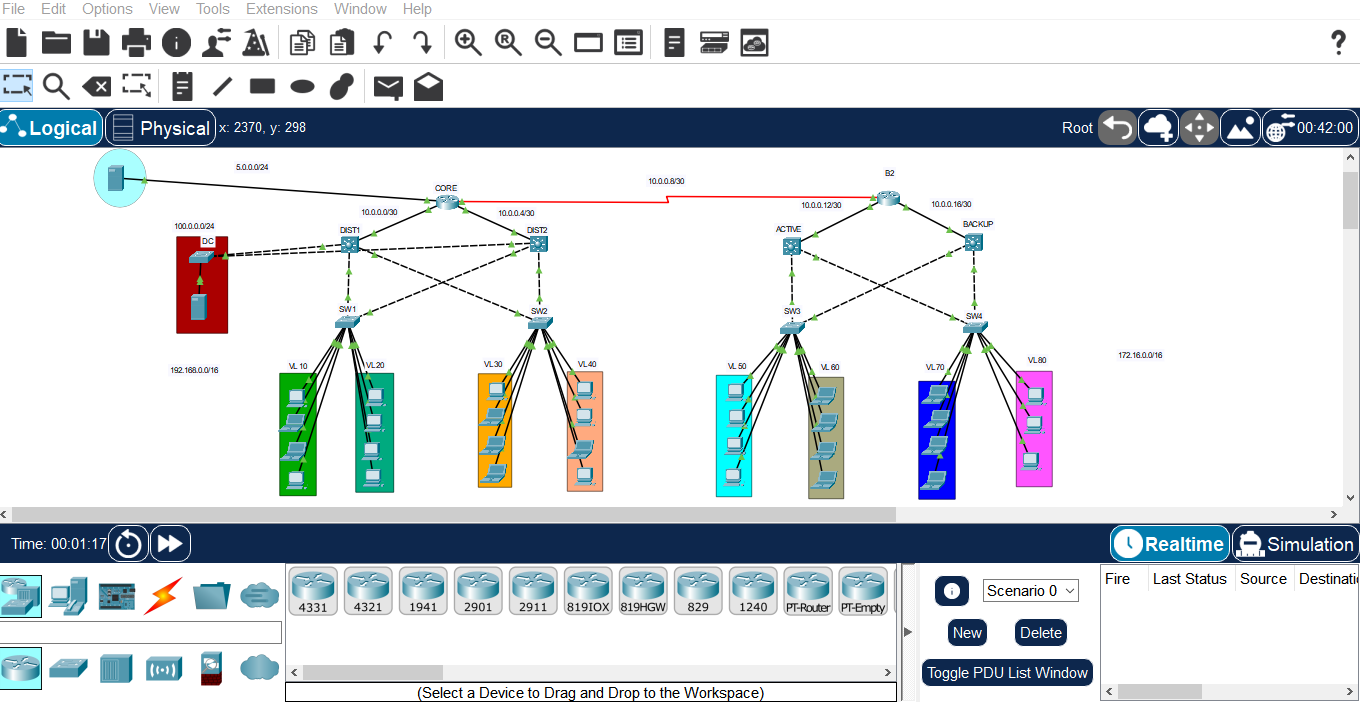 File Edit Options View Tools Extensions Window Help
R
?
Logical Physical x: 2370, y: 298 Root 00:42:00
5.0.0.0/24
10.0.0.8/30
B2
CORE
10.0.0.0/30 10.0.0.4/30
10.0.0.12/30 10.0.0.16/30
100.0.0.0/24
DIST1 DIST2
ACTIVE BACKUP
DC
SW1 SW2
SW3 SW4
172.16.0.0/16
192.168.0.0/16
VL 10 VL20 VL30 VL40
VL 50 VL 60 VL70 VL80
Time: 00:01:17 Realtime Simulation
4331 4321 1941 2901 2911 819IOX 819HGW 829 1240 PT-Router PT-Empty
Scenario 0
New Delete
Toggle PDU List Window
Fire Last Status Source Destinatio
(Select a Device to Drag and Drop to the Workspace)